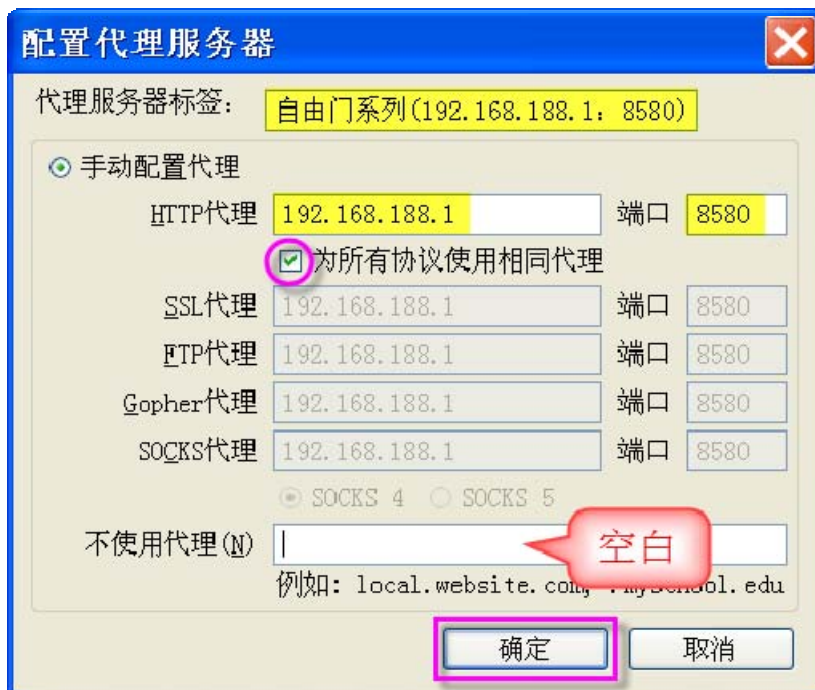 配置代理服务器
代理服务器标签: 自由门系列(192.168.188.1: 8580)
手动配置代理
HTTP代理 192.168.188.1 端口 8580
为所有协议使用相同代理
SSL代理 192.168.188.1 端口 8580
FTP代理 192.168.188.1 端口 8580
Gopher代理 192.168.188.1 端口 8580
SOCKS代理 192.168.188.1 端口 8580
SOCKS 4 SOCKS 5
不使用代理(N) 空白
例如: local.website.com, .myschool.edu
确定 取消